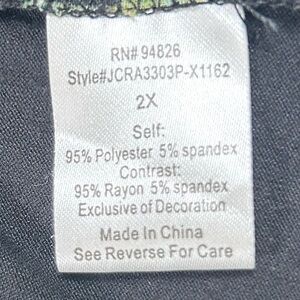 RN# 94826
Style#JCRA3303P-X1162
2X
Self:
95% Polyester 5% spandex
Contrast:
95% Rayon 5% spandex
Exclusive of Decoration
Made In China
See Reverse For Care